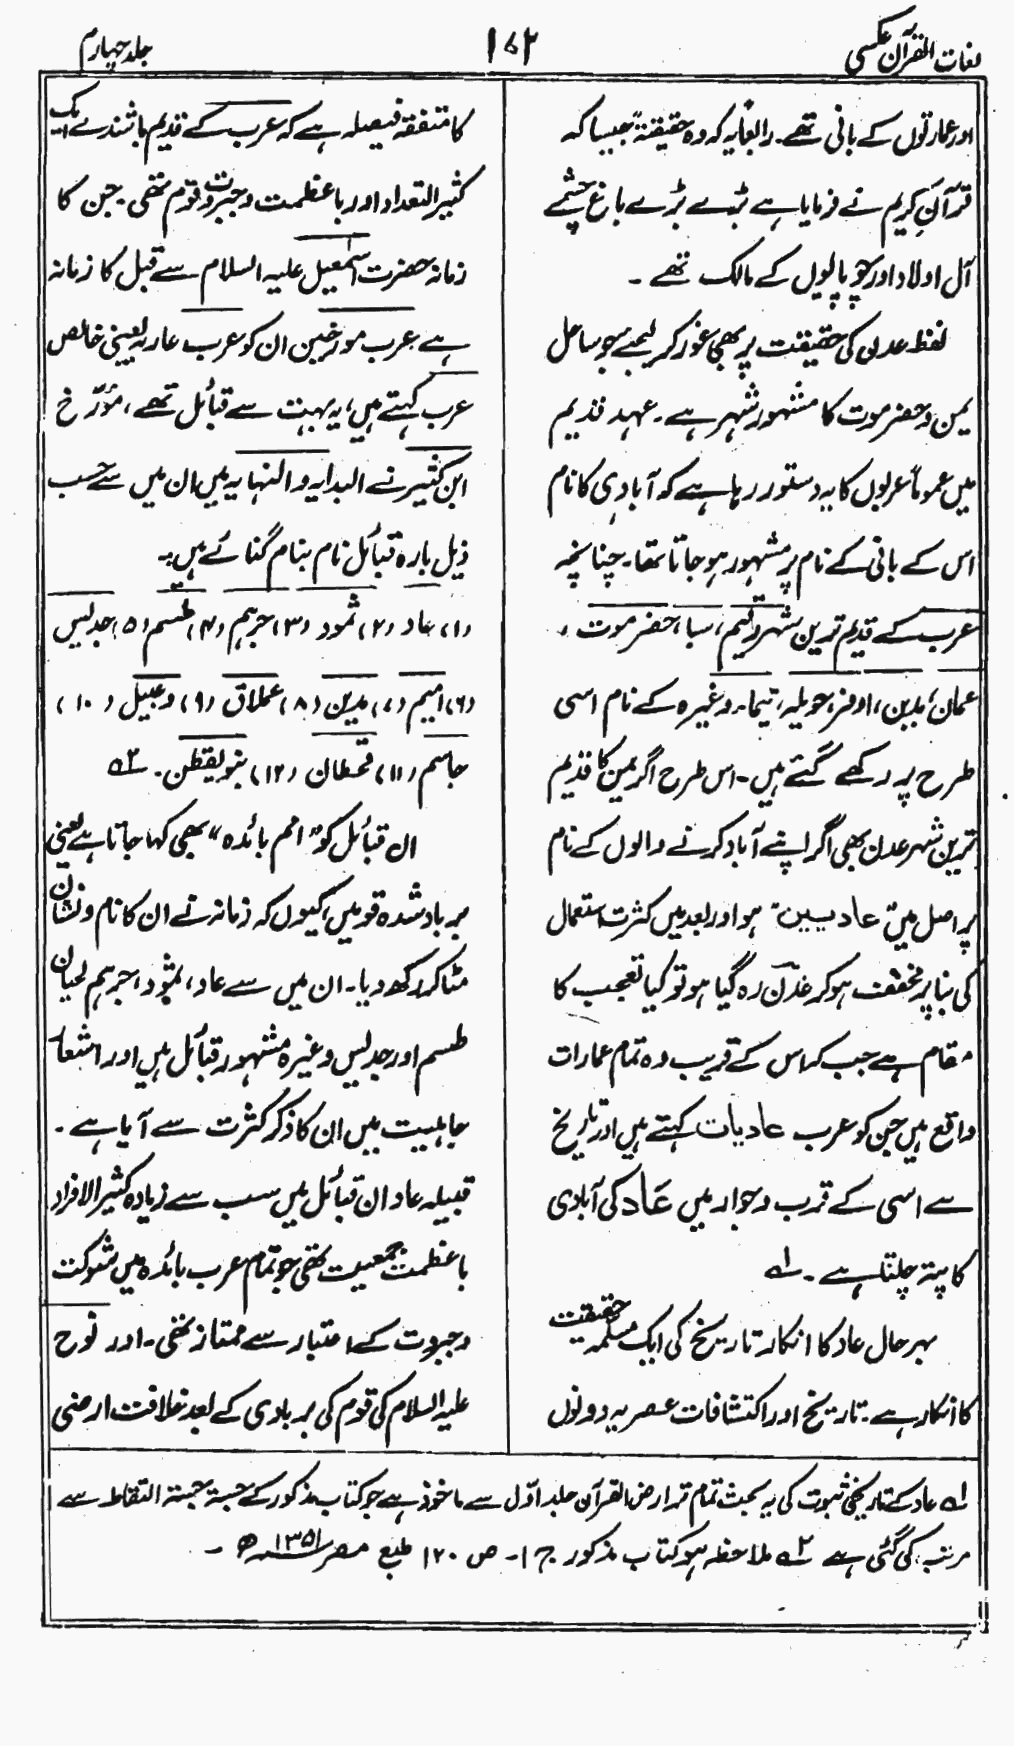 لغات القرآن عکسی
۱۷۲
جلد چہارم
اور عمارتوں کے بانی تھے۔ رابعاً یہ کہ وہ حقیقۃً جیسا کہ
قرآن کریم نے فرمایا ہے بڑے بڑے باغ چشمے
آل اولاد اور چوپایوں کے مالک تھے۔
لفظ عدن کی حقیقت پر بھی غور کر لیجئے جو ساحل
یمن و حضر موت کا مشہور شہر ہے۔ عہد قدیم
میں عموماً عربوں کا یہ دستور رہا ہے کہ آبادی کا نام
اس کے بانی کے نام پر مشہور ہو جاتا تھا۔ چنانچہ
عرب کے قدیم ترین شہر، سبا، حضر موت،
عمان، مدین، اوفر، حویلہ، تیما۔ وغیرہ کے نام اسی
طرح پر رکھے گئے ہیں۔ اس طرح اگر یمن کا قدیم
ترین شہر عدن بھی اگر اپنے آباد کرنے والوں کے نام
پر اصل میں عادیین ہو اور بعد میں کثرت استعمال
کی بنا پر مخفف ہو کر عدن رہ گیا ہو تو کیا تعجب کا
مقام ہے جب کہ اس کے قریب وہ تمام عمارات
واقع ہیں جن کو عرب عادیات کہتے ہیں اور تاریخ
سے اسی کے قرب و جوار میں عاد کی آبادی
کا پتہ چلتا ہے۔ ۱ھ
بہر حال عاد کا انکار تاریخ کی ایک مسلمہ حقیقت
کا انکار ہے۔ تاریخ اور اکتشافات عصریہ دونوں
کا متفقہ فیصلہ ہے کہ عرب کے قدیم باشندے ایک
کثیر التعداد اور باعظمت و جبروت قوم تھی جن کا
زمانہ حضرت اسمٰعیل علیہ السلام سے قبل کا زمانہ
ہے عرب مورخین ان کو عرب عاربہ یعنی خالص
عرب کہتے ہیں، یہ بہت سے قبائل تھے، مؤرّخ
ابن کثیر نے البدایہ والنہایہ میں ان میں سے حسب
ذیل بارہ قبائل نام بنام گنائے ہیں:۔
(۱) عاد (۲) ثمود (۳) جرہم (۴) طسم (۵) جدیس
(۶) امیم (۷) مدین (۸) عملاق (۹) وعبیل (۱۰)
جاسم (۱۱) قحطان (۱۲) بنو یقطن۔ ۲ھ
ان قبائل کو "امم بائدہ" بھی کہا جاتا ہے یعنی
برباد شدہ قومیں، کیوں کہ زمانہ نے ان کا نام و نشان
مٹا کر رکھ دیا۔ ان میں سے عاد، ثمود، جرہم لحیان
طسم اور جدیس وغیرہ مشہور قبائل ہیں اور اشعار
جاہلیت میں ان کا ذکر کثرت سے آیا ہے۔
قبیلہ عاد ان قبائل میں سب سے زیادہ کثیر الافراد
باعظمت جمعیت تھی جو تمام عرب بائدہ میں شوکت
و جبروت کے اعتبار سے ممتاز تھی۔ اور نوح
علیہ السلام کی قوم کی بربادی کے بعد خلافت ارضی
۱ھ عاد کے تاریخی ثبوت کی یہ بحث تمام تر ارض القرآن جلد اوّل سے ماخوذ ہے جو کتاب مذکور کے جستہ جستہ التقاط سے
مرتب کی گئی ہے ۲ھ ملاحظہ ہو کتاب مذکور ج ۱۔ ص ۱۲۰ طبع مصر ۱۳۵۱ھ۔